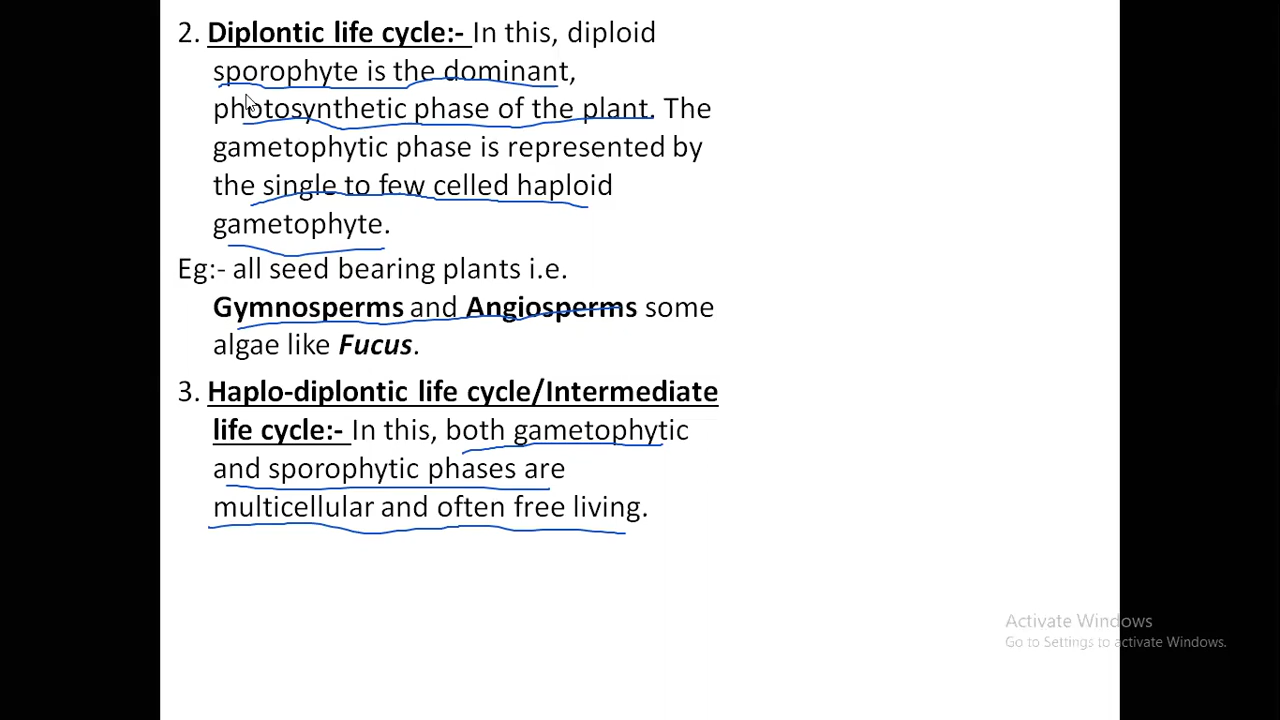 2. Diplontic life cycle:- In this, diploid
sporophyte is the dominant,
photosynthetic phase of the plant. The
gametophytic phase is represented by
the single to few celled haploid
gametophyte.
Eg:- all seed bearing plants i.e.
Gymnosperms and Angiosperms some
algae like Fucus.
3. Haplo-diplontic life cycle/Intermediate
life cycle:- In this, both gametophytic
and sporophytic phases are
multicellular and often free living.
Activate Windows
Go to Settings to activate Windows.